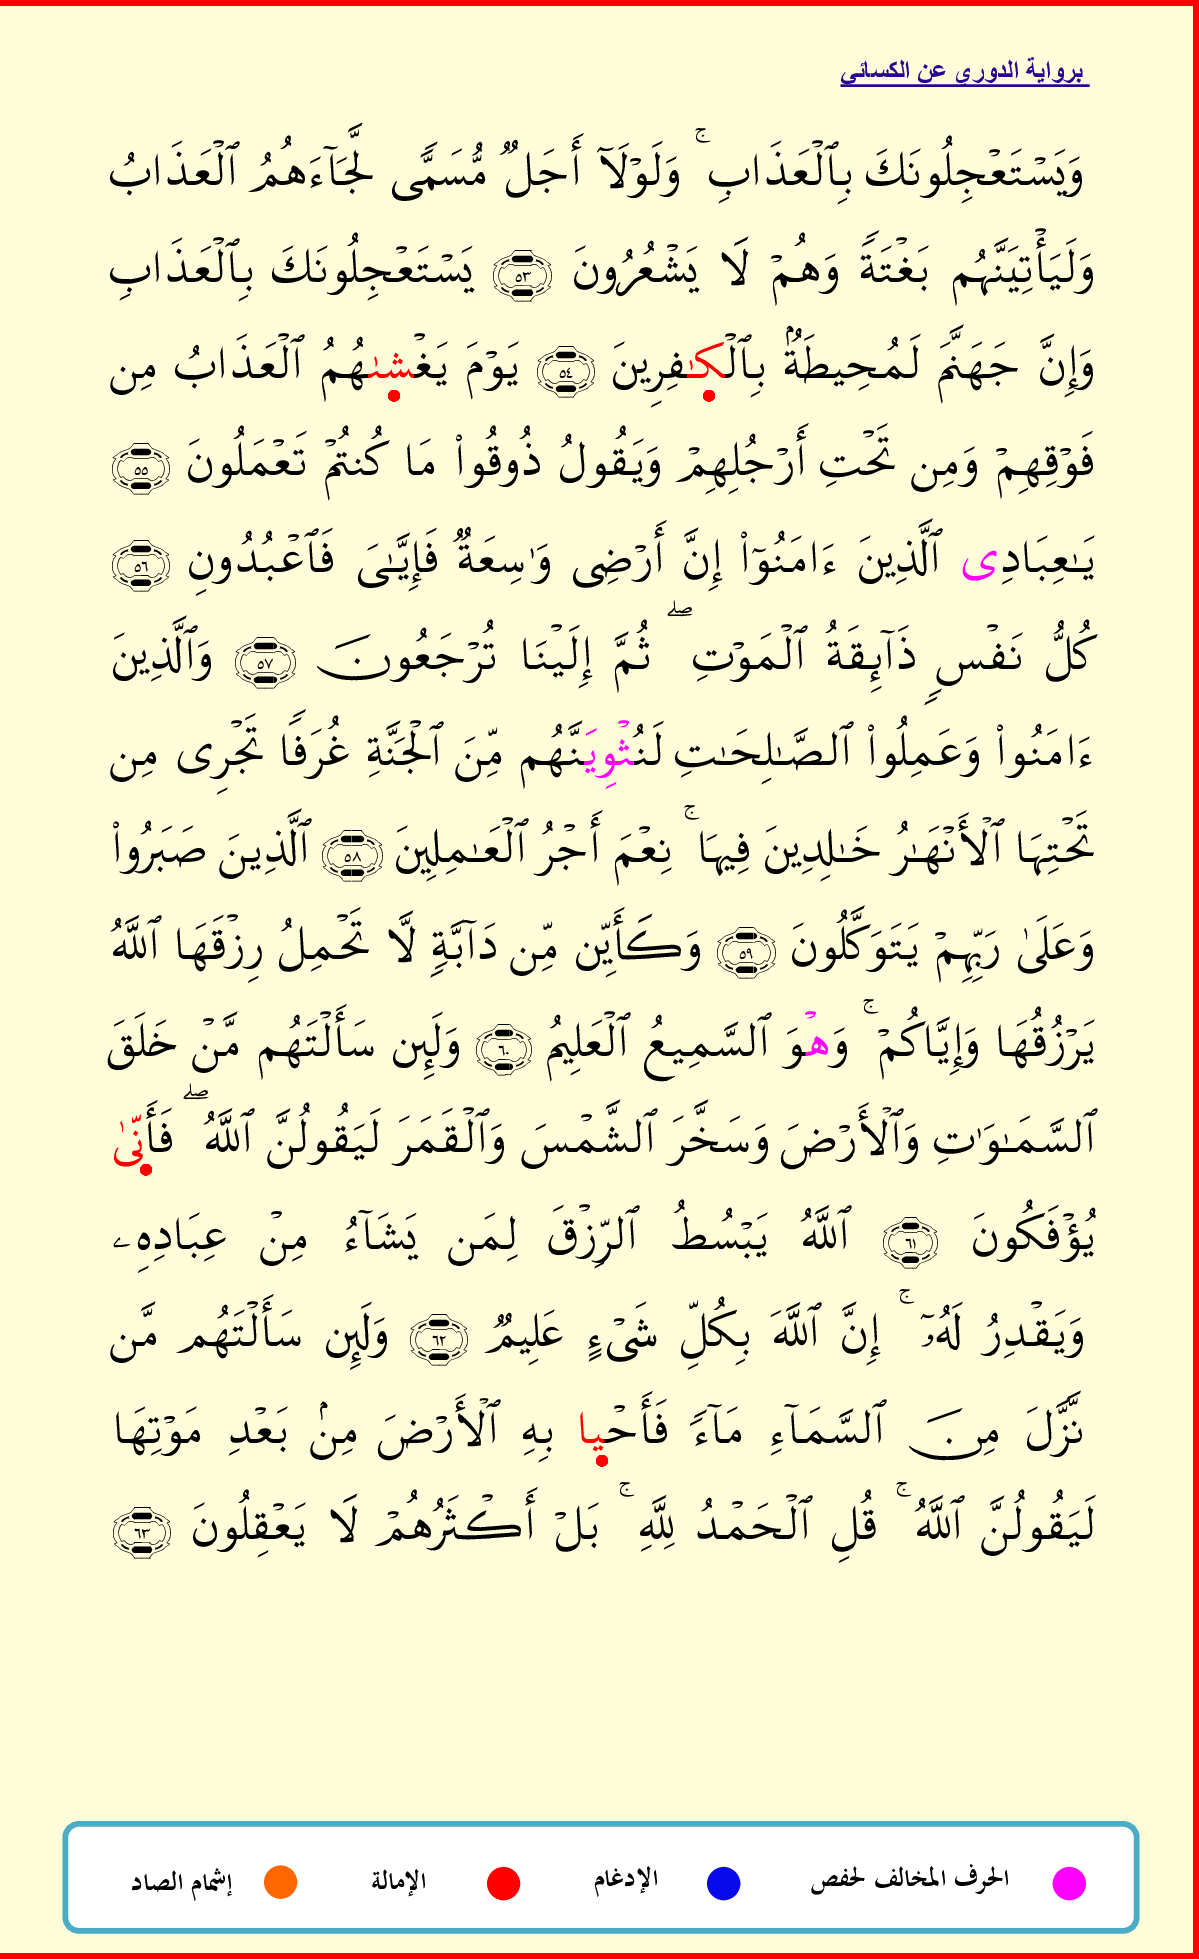 برواية الدوري عن الكسائي
وَيَسۡتَعۡجِلُونَكَ بِٱلۡعَذَابِ ۚ وَلَوۡلَآ أَجَلٞ مُّسَمّٗى لَّجَآءَهُمُ ٱلۡعَذَابُ
وَلَيَأۡتِيَنَّهُم بَغۡتَةٗ وَهُمۡ لَا يَشۡعُرُونَ ٥٣ يَسۡتَعۡجِلُونَكَ بِٱلۡعَذَابِ
وَإِنَّ جَهَنَّمَ لَمُحِيطَةُۢ بِٱلۡكَٰفِرِينَ ٥٤ يَوۡمَ يَغۡشىٰهُمُ ٱلۡعَذَابُ مِن
فَوۡقِهِمۡ وَمِن تَحۡتِ أَرۡجُلِهِمۡ وَيَقُولُ ذُوقُواْ مَا كُنتُمۡ تَعۡمَلُونَ ٥٥
يَٰعِبَادِى ٱلَّذِينَ ءَامَنُوٓاْ إِنَّ أَرۡضِى وَٰسِعَةٞ فَإِيَّٰىَ فَٱعۡبُدُونِ ٥٦
كُلُّ نَفۡسٖ ذَآئِقَةُ ٱلۡمَوۡتِ ۖ ثُمَّ إِلَيۡنَا تُرۡجَعُونَ ٥٧ وَٱلَّذِينَ
ءَامَنُواْ وَعَمِلُواْ ٱلصَّٰلِحَٰتِ لَنُثۡوِيَنَّهُم مِّنَ ٱلۡجَنَّةِ غُرَفٗا تَجۡرِى مِن
تَحۡتِهَا ٱلۡأَنۡهَٰرُ خَٰلِدِينَ فِيهَا ۚ نِعۡمَ أَجۡرُ ٱلۡعَٰمِلِينَ ٥٨ ٱلَّذِينَ صَبَرُواْ
وَعَلَىٰ رَبِّهِمۡ يَتَوَكَّلُونَ ٥٩ وَكَأَيِّن مِّن دَآبَّةٖ لَّا تَحۡمِلُ رِزۡقَهَا ٱللَّهُ
يَرۡزُقُهَا وَإِيَّاكُمۡ ۚ وَهۡوَ ٱلسَّمِيعُ ٱلۡعَلِيمُ ٦٠ وَلَئِن سَأَلۡتَهُم مَّنۡ خَلَقَ
ٱلسَّمَٰوَٰتِ وَٱلۡأَرۡضَ وَسَخَّرَ ٱلشَّمۡسَ وَٱلۡقَمَرَ لَيَقُولُنَّ ٱللَّهُ ۖ فَأَنّىٰ
يُؤۡفَكُونَ ٦١ ٱللَّهُ يَبۡسُطُ ٱلرِّزۡقَ لِمَن يَشَآءُ مِنۡ عِبَادِهِۦ
وَيَقۡدِرُ لَهُۥٓ ۚ إِنَّ ٱللَّهَ بِكُلِّ شَىۡءٍ عَلِيمٞ ٦٢ وَلَئِن سَأَلۡتَهُم مَّن
نَّزَّلَ مِنَ ٱلسَّمَآءِ مَآءٗ فَأَحۡيا بِهِ ٱلۡأَرۡضَ مِنۢ بَعۡدِ مَوۡتِهَا
لَيَقُولُنَّ ٱللَّهُ ۚ قُلِ ٱلۡحَمۡدُ لِلَّهِ ۚ بَلۡ أَكۡثَرُهُمۡ لَا يَعۡقِلُونَ ٦٣
الحرف المخالف لحفص الإدغام الإمالة إشمام الصاد